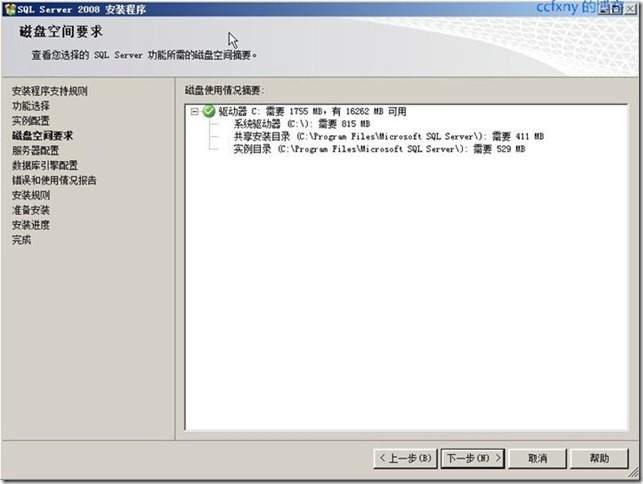 SQL Server 2008 安装程序
ccfxny 的博客
磁盘空间要求
查看您选择的 SQL Server 功能所需的磁盘空间摘要。
安装程序支持规则
功能选择
实例配置
磁盘空间要求
服务器配置
数据库引擎配置
错误和使用情况报告
安装规则
准备安装
安装进度
完成
磁盘使用情况摘要:
驱动器 C: 需要 1755 MB，有 16262 MB 可用
系统驱动器 (C:\): 需要 815 MB
共享安装目录 (C:\Program Files\Microsoft SQL Server\): 需要 411 MB
实例目录 (C:\Program Files\Microsoft SQL Server\): 需要 529 MB
< 上一步(B)
下一步(N) >
取消
帮助